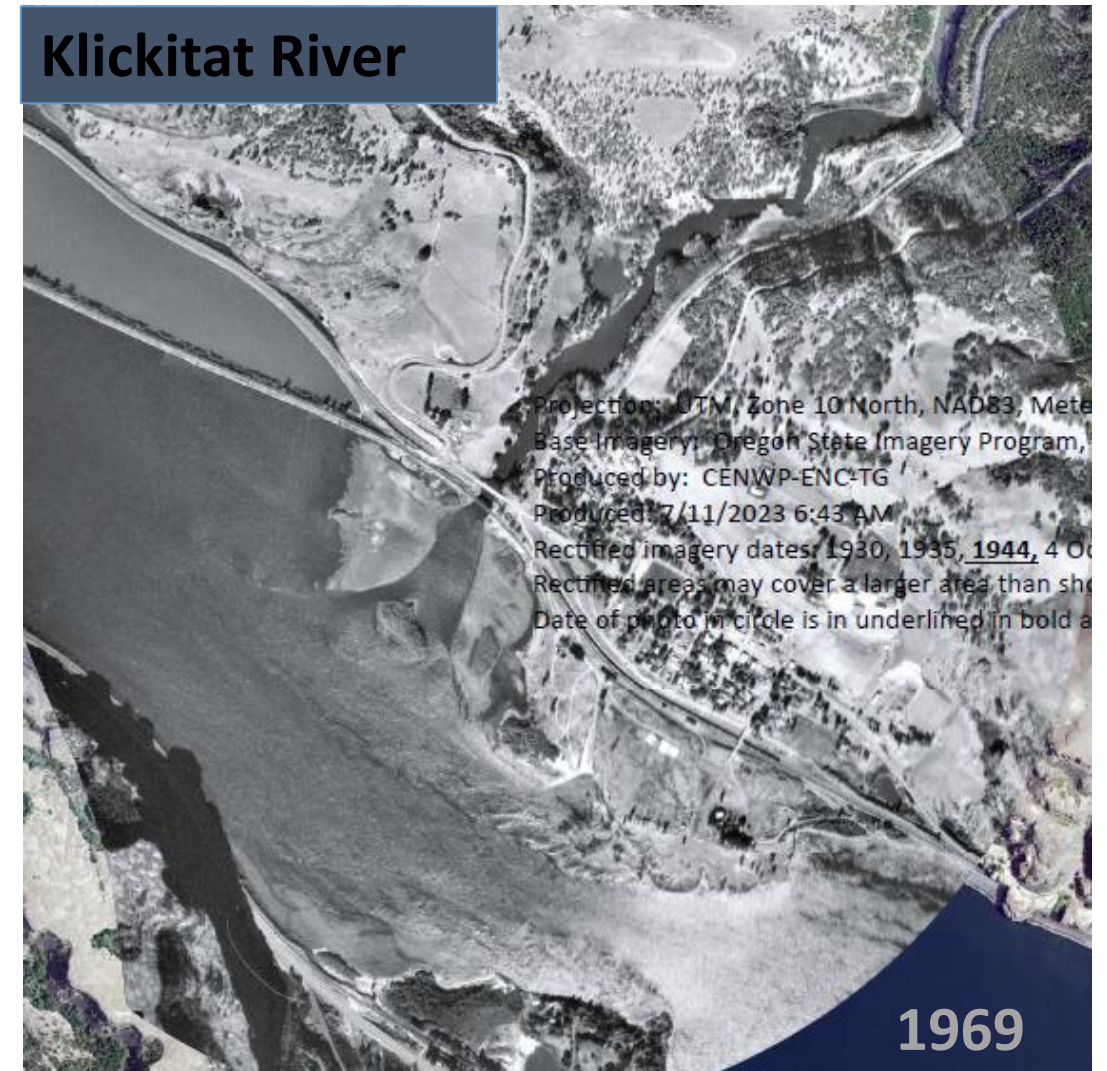 Klickitat River
Projection: UTM, Zone 10 North, NAD83, Mete
Base Imagery: Oregon State Imagery Program,
Produced by: CENWP-ENC-TG
Produced: 7/11/2023 6:43 AM
Rectified imagery dates: 1930, 1935, 1944, 4 Oc
Rectified areas may cover a larger area than sho
Date of photo in circle is in underlined in bold a
1969